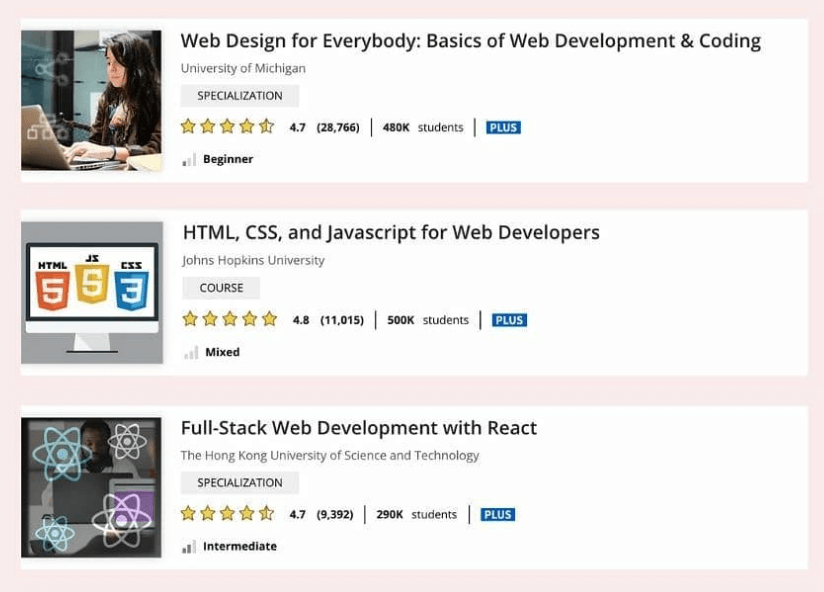 Web Design for Everybody: Basics of Web Development & Coding
University of Michigan
SPECIALIZATION
4.7 (28,766) | 480K students | PLUS
Beginner
HTML, CSS, and Javascript for Web Developers
Johns Hopkins University
HTML JS CSS
5 5 3
COURSE
4.8 (11,015) | 500K students | PLUS
Mixed
Full-Stack Web Development with React
The Hong Kong University of Science and Technology
SPECIALIZATION
4.7 (9,392) | 290K students | PLUS
Intermediate